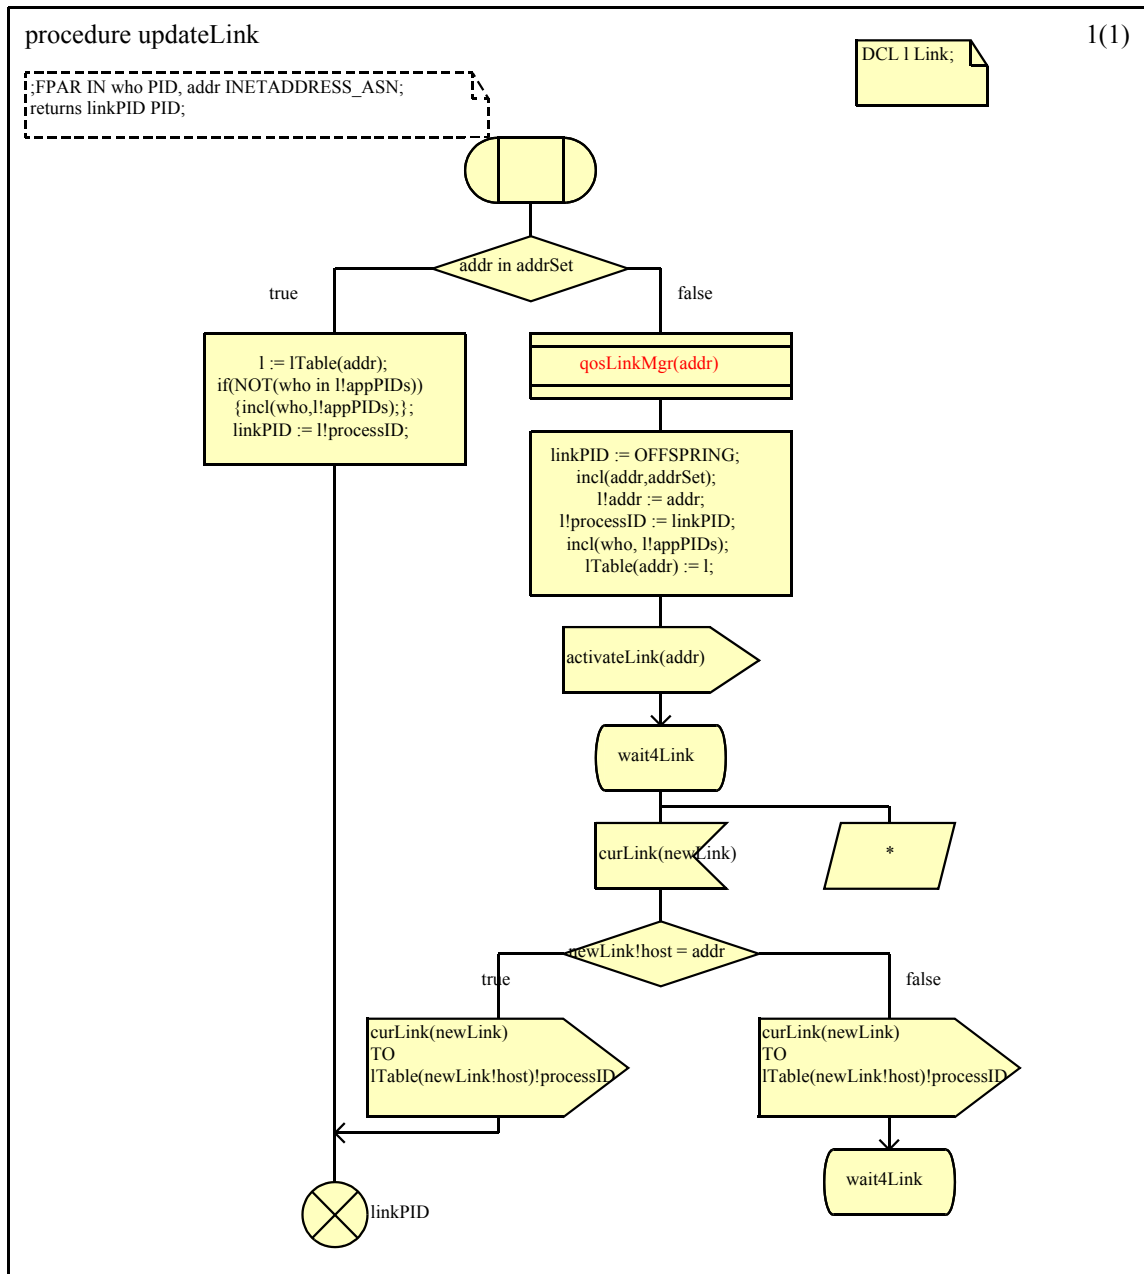 procedure updateLink
1(1)
DCL l Link;
;FPAR IN who PID, addr INETADDRESS_ASN;
returns linkPID PID;
addr in addrSet
true
false
l := lTable(addr);
if(NOT(who in l!appPIDs))
{incl(who,l!appPIDs);};
linkPID := l!processID;
qosLinkMgr(addr)
linkPID := OFFSPRING;
incl(addr,addrSet);
l!addr := addr;
l!processID := linkPID;
incl(who, l!appPIDs);
lTable(addr) := l;
activateLink(addr)
wait4Link
curLink(newLink)
*
newLink!host = addr
true
false
curLink(newLink)
TO
lTable(newLink!host)!processID
curLink(newLink)
TO
lTable(newLink!host)!processID
wait4Link
linkPID